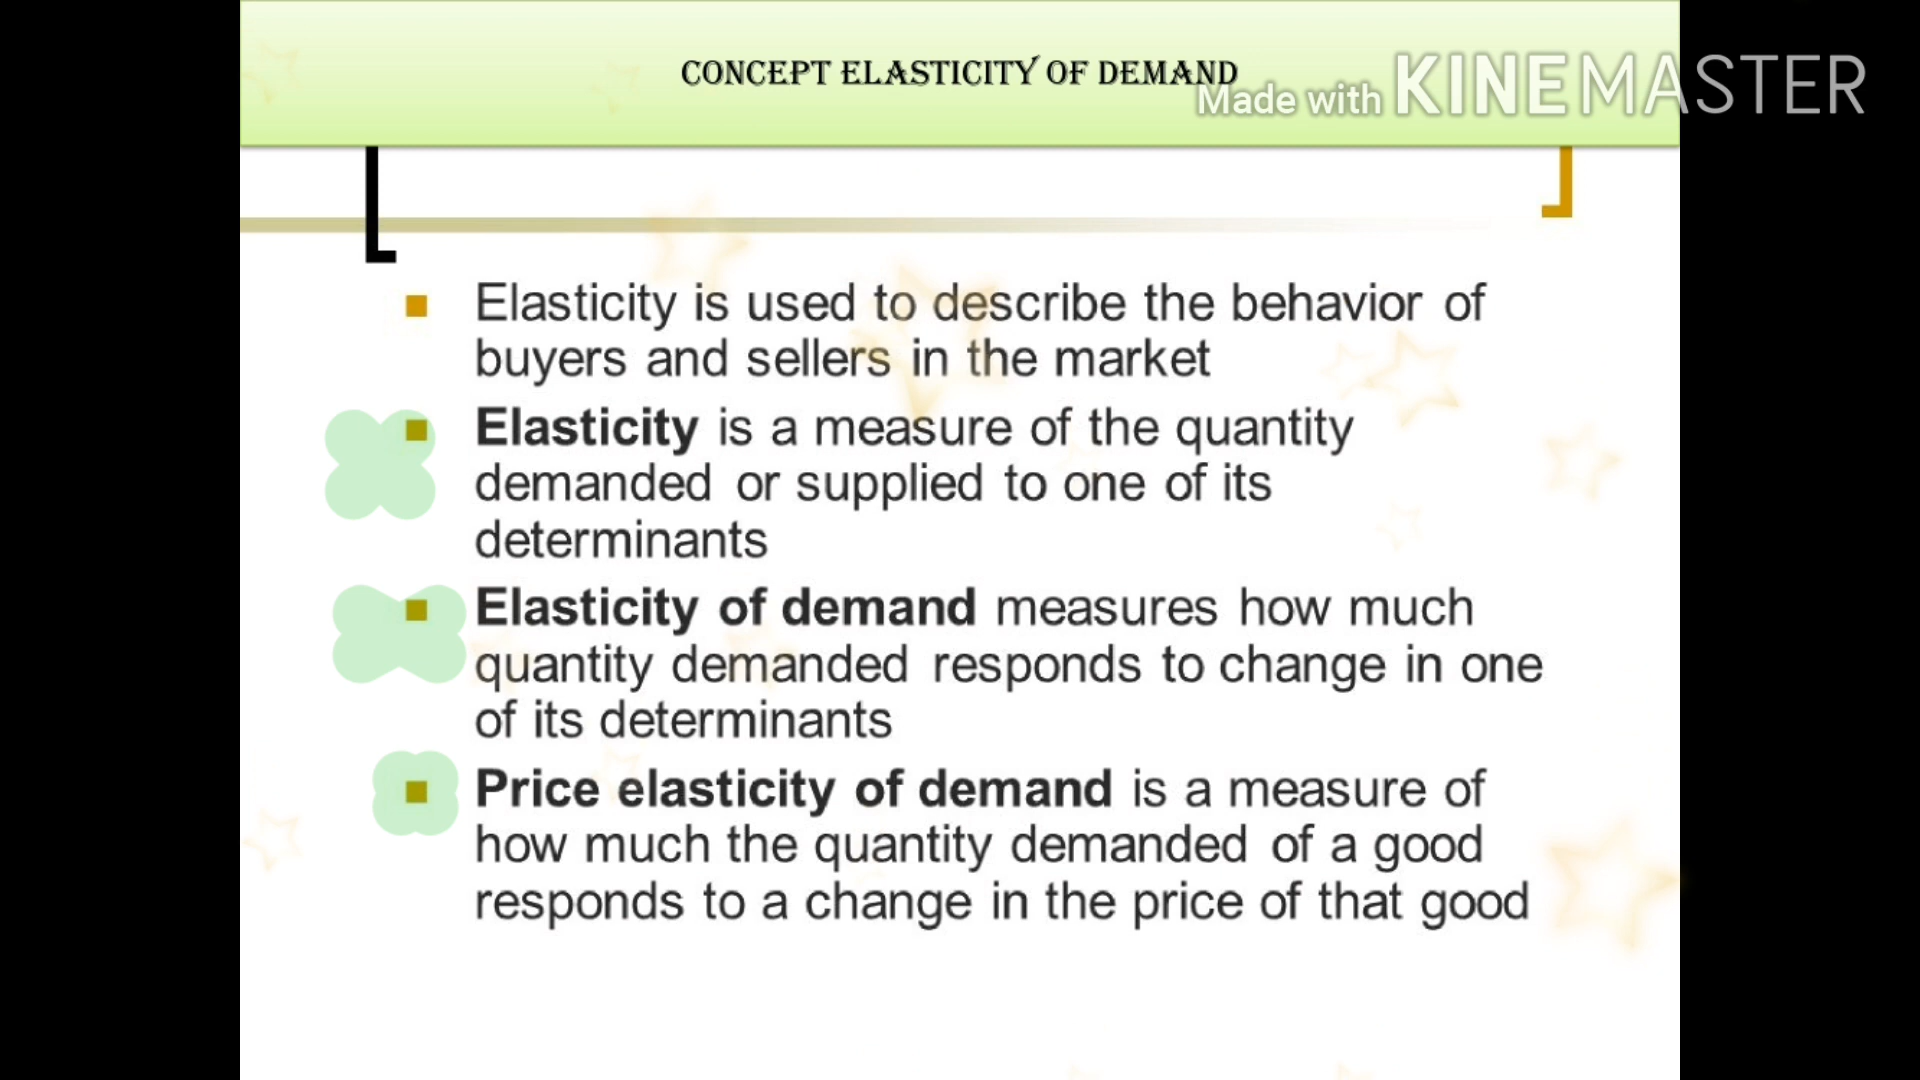 CONCEPT ELASTICITY OF DEMAND
Made with KINEMASTER
Elasticity is used to describe the behavior of
buyers and sellers in the market
Elasticity is a measure of the quantity
demanded or supplied to one of its
determinants
Elasticity of demand measures how much
quantity demanded responds to change in one
of its determinants
Price elasticity of demand is a measure of
how much the quantity demanded of a good
responds to a change in the price of that good